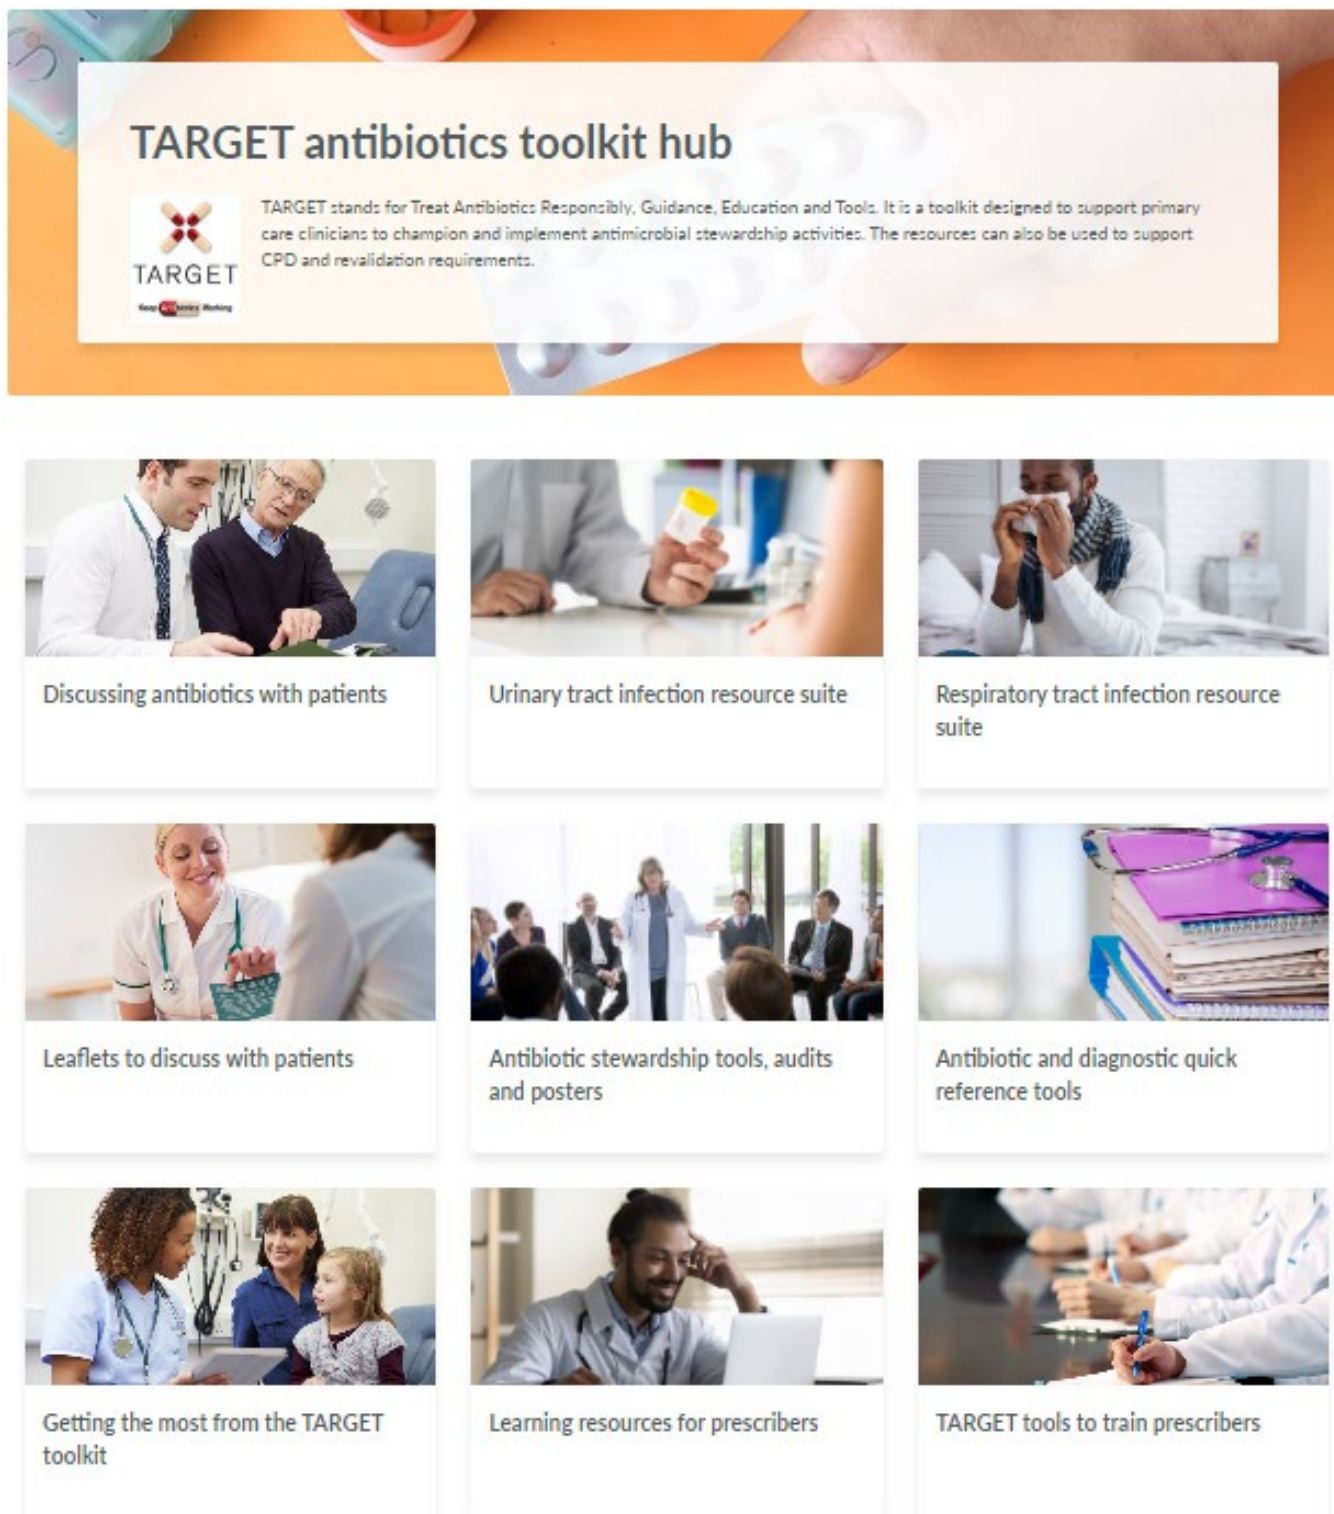 TARGET antibiotics toolkit hub
TARGET stands for Treat Antibiotics Responsibly, Guidance, Education and Tools. It is a toolkit designed to support primary
care clinicians to champion and implement antimicrobial stewardship activities. The resources can also be used to support
CPD and revalidation requirements.
TARGET
Keep Antibiotics Working
Discussing antibiotics with patients
Urinary tract infection resource suite
Respiratory tract infection resource
suite
Leaflets to discuss with patients
Antibiotic stewardship tools, audits
and posters
Antibiotic and diagnostic quick
reference tools
Getting the most from the TARGET
toolkit
Learning resources for prescribers
TARGET tools to train prescribers